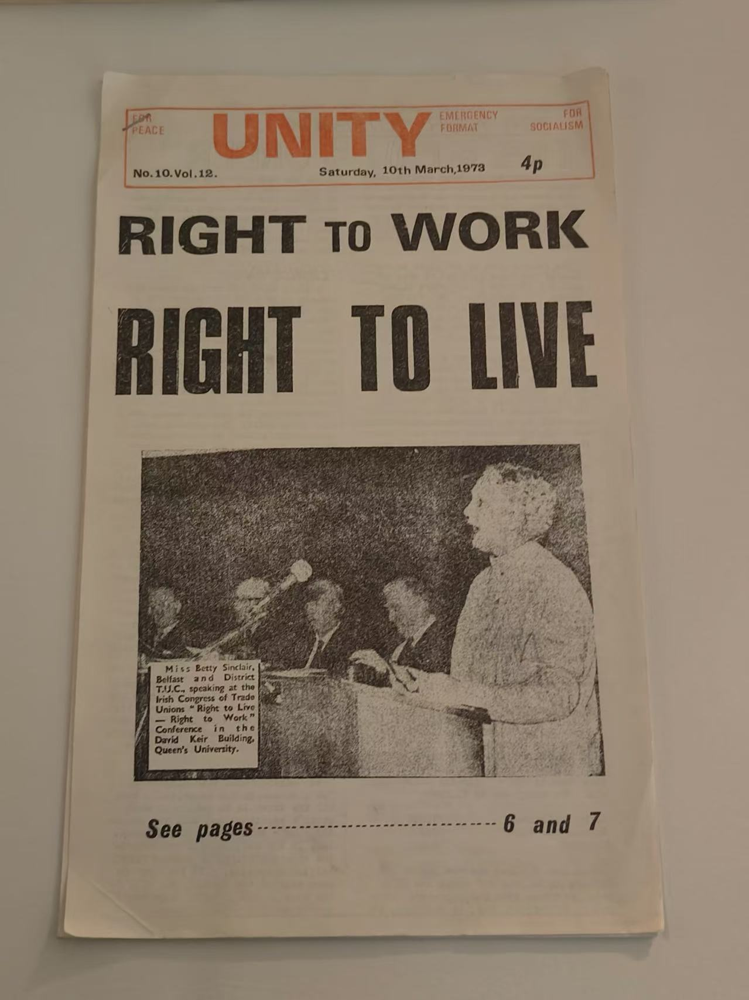 FOR
PEACE
UNITY
EMERGENCY
FORMAT
FOR
SOCIALISM
No.10.Vol.12.
Saturday, 10th March,1973
4p
RIGHT TO WORK
RIGHT TO LIVE
Miss Betty Sinclair,
Belfast and District
T.U.C., speaking at the
Irish Congress of Trade
Unions "Right to Live
— Right to Work"
Conference in the
David Keir Building,
Queen's University.
See pages--------------------------------6 and 7